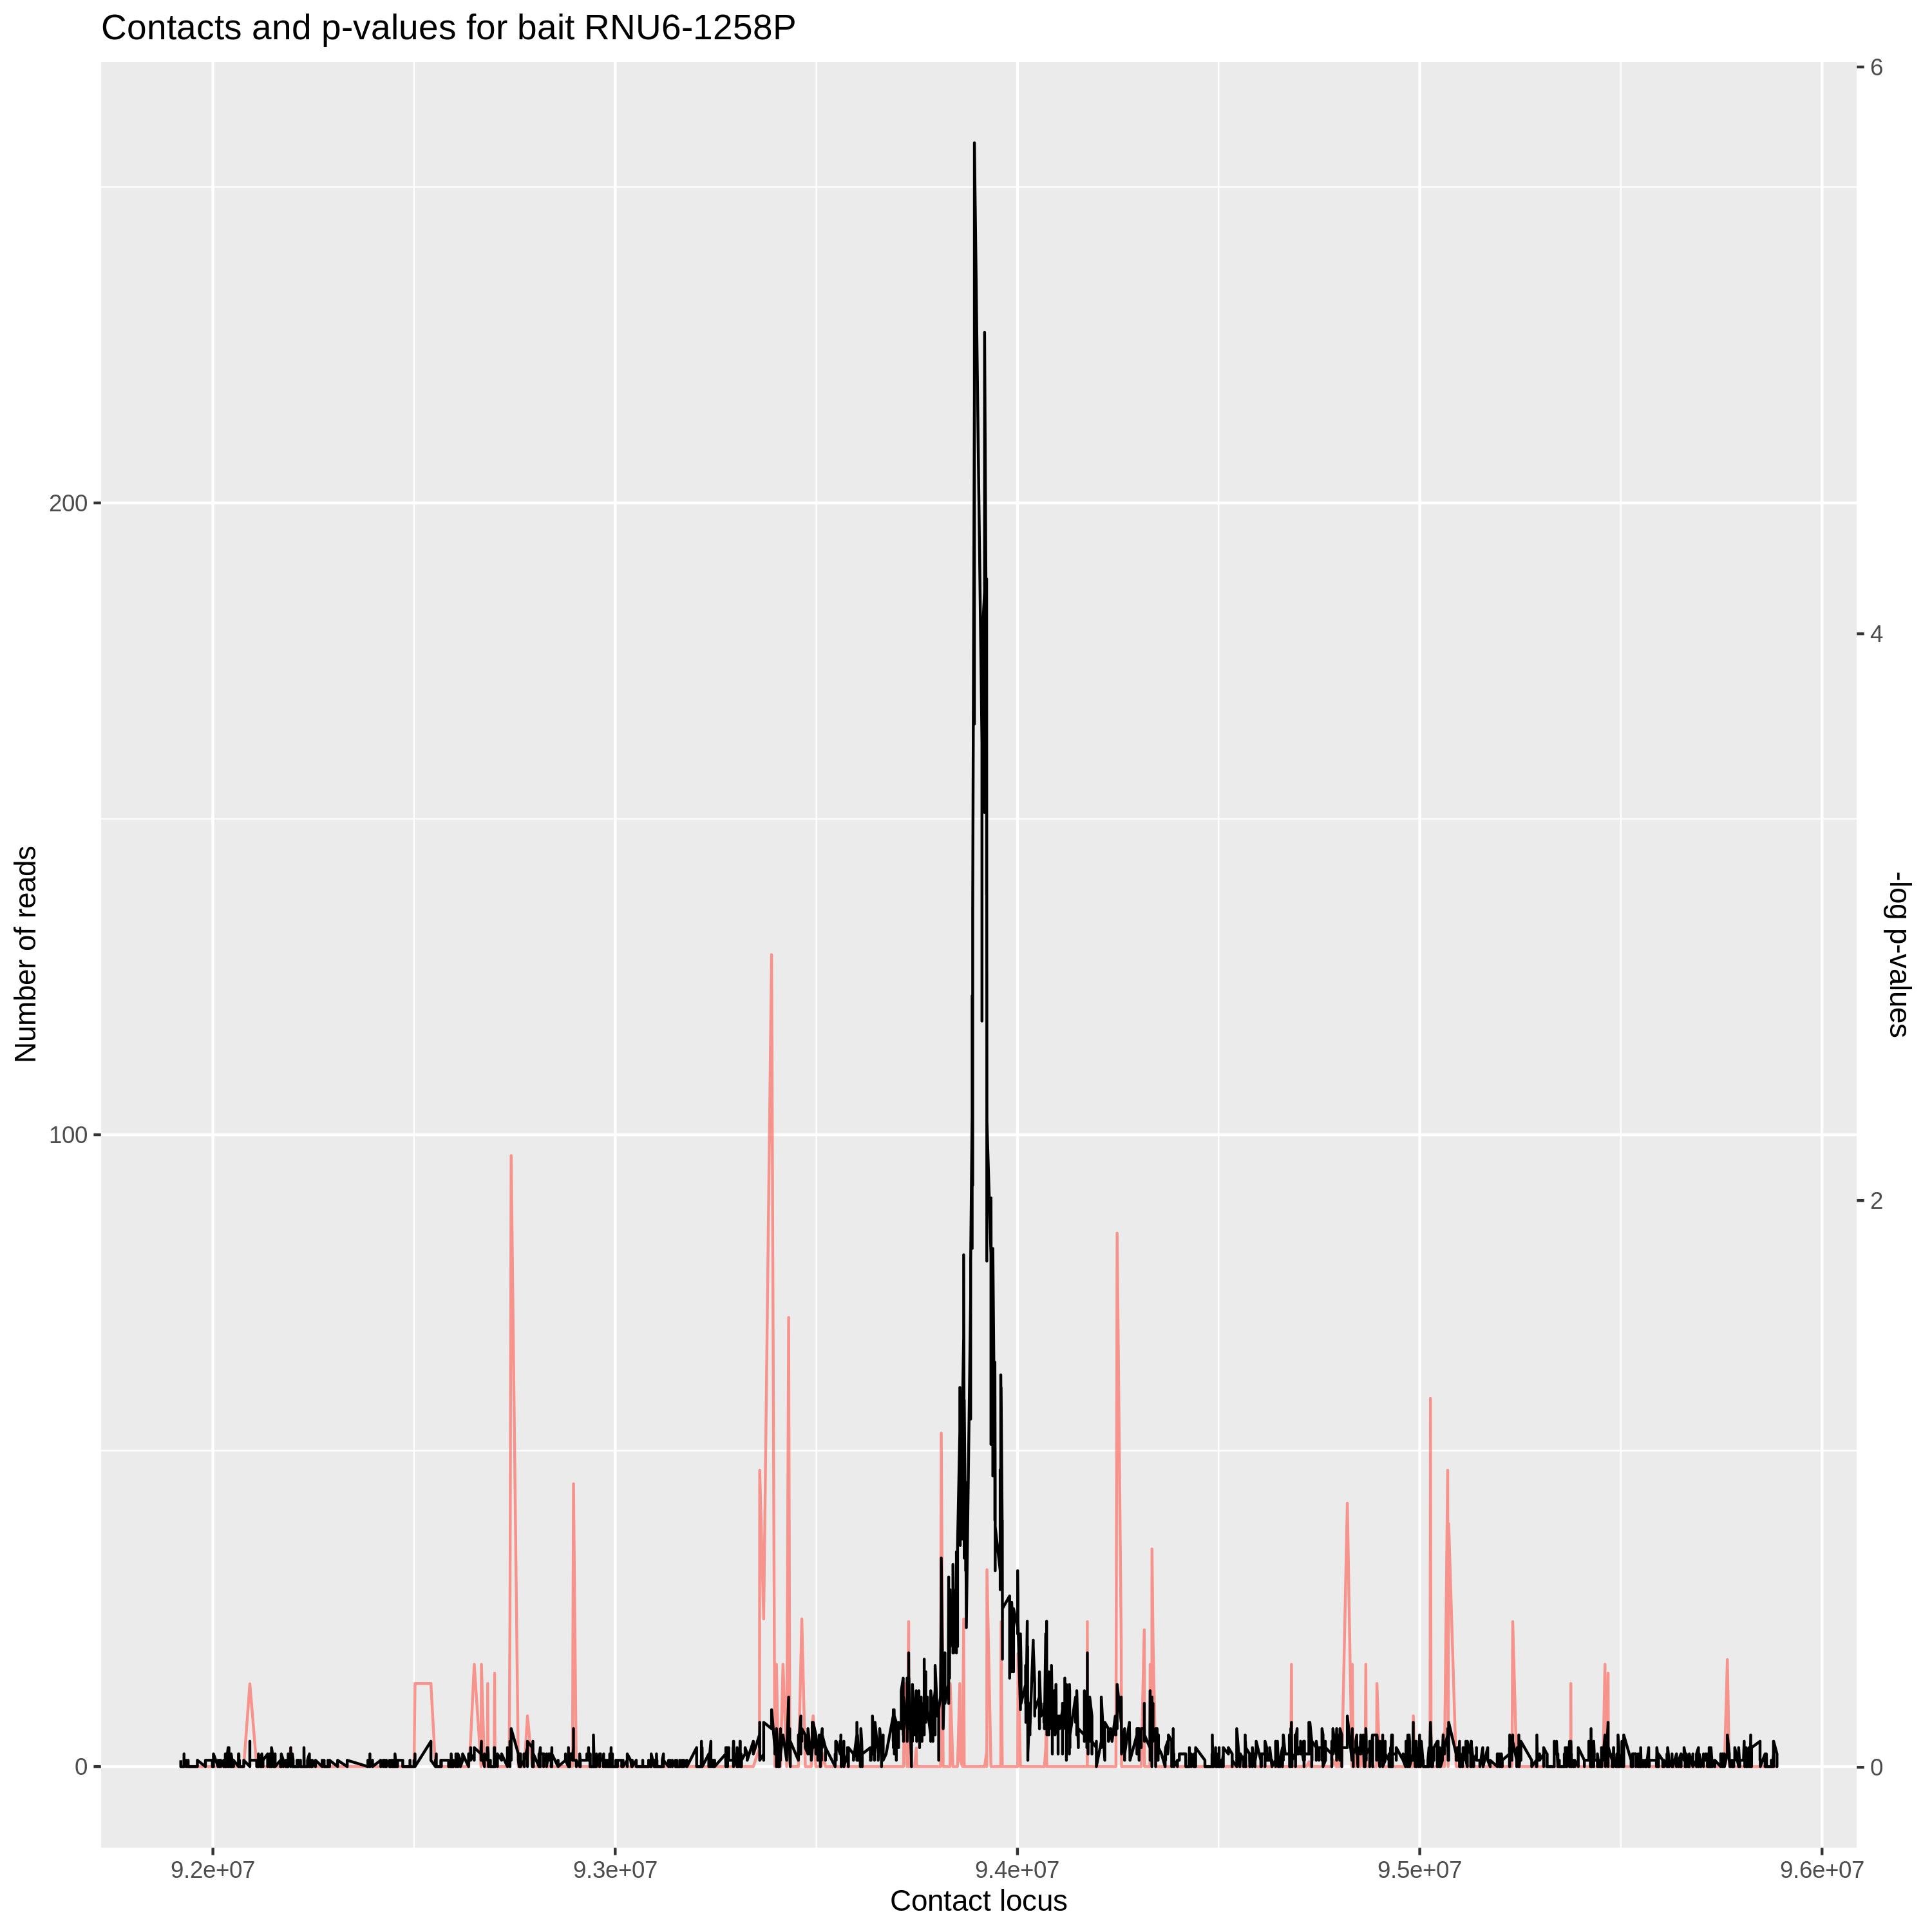 Contacts and p-values for bait RNU6-1258P
6
200
4
Number of reads
-log p-values
100
2
0
0
9.2e+07 9.3e+07 9.4e+07 9.5e+07 9.6e+07
Contact locus